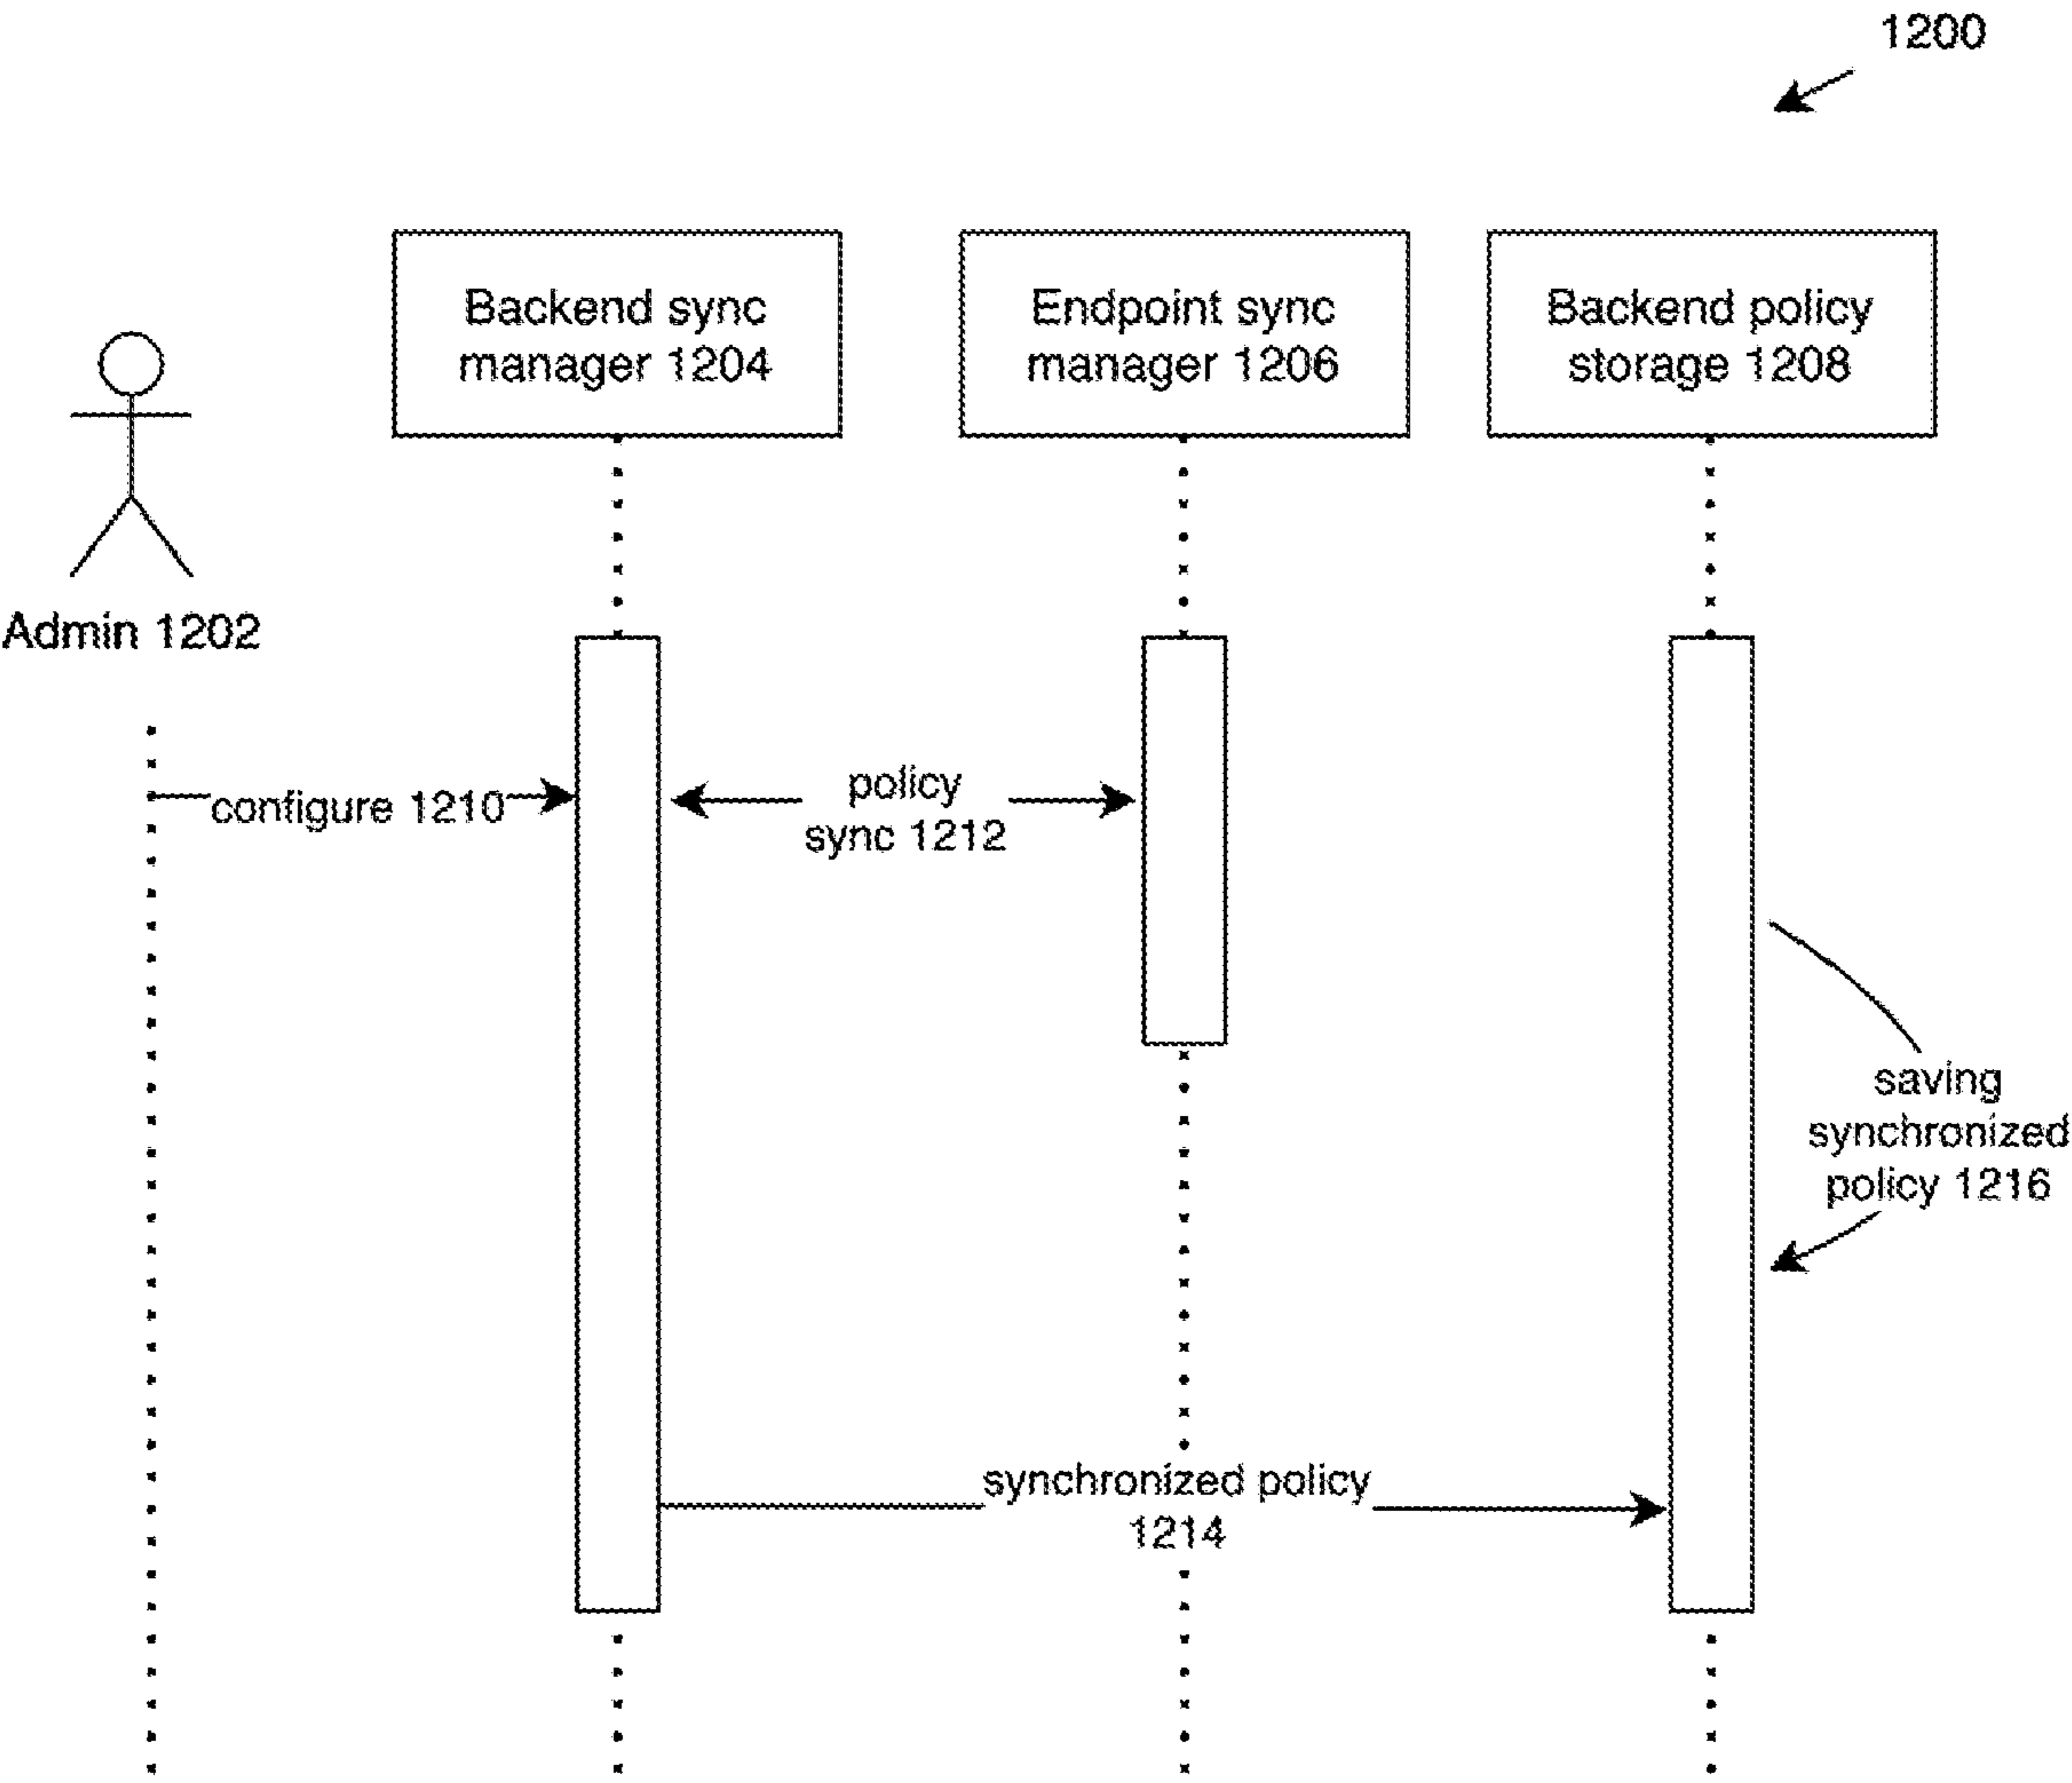 1200
Backend sync
manager 1204
Endpoint sync
manager 1206
Backend policy
storage 1208
Admin 1202
configure 1210
policy
sync 1212
saving
synchronized
policy 1216
synchronized policy
1214